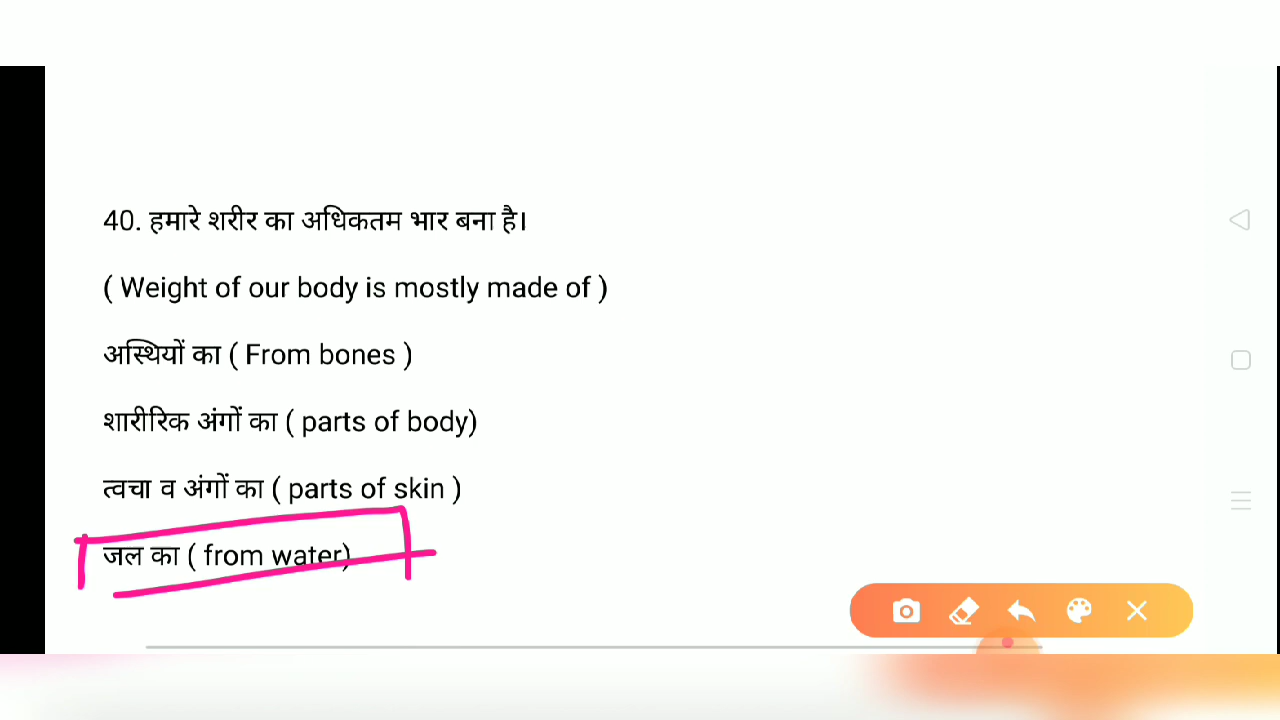 40. हमारे शरीर का अधिकतम भार बना है।
( Weight of our body is mostly made of )
अस्थियों का ( From bones )
शारीरिक अंगों का ( parts of body)
त्वचा व अंगों का ( parts of skin )
जल का ( from water)